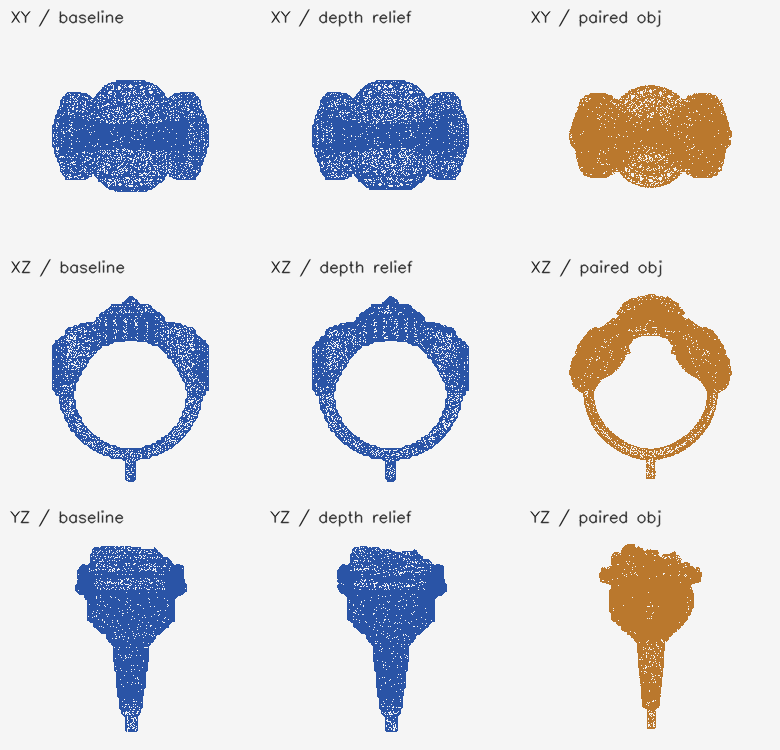 XY / baseline
XY / depth relief
XY / paired obj
XZ / baseline
XZ / depth relief
XZ / paired obj
YZ / baseline
YZ / depth relief
YZ / paired obj